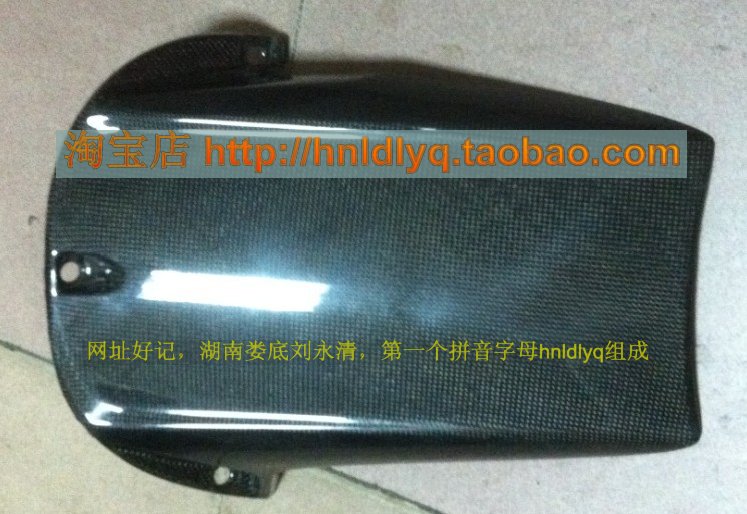 淘宝店 http://hnldlyq.taobao.com
网址好记，湖南娄底刘永清，第一个拼音字母hnldlyq组成